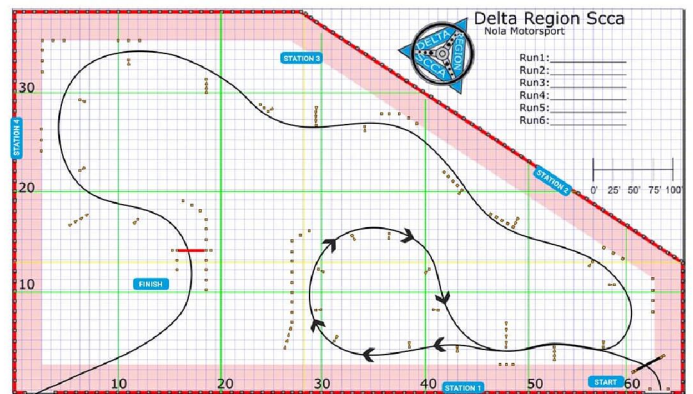 Delta Region Scca
Nola Motorsport
DELTA
REGION
SCCA
Run1:
Run2:
Run3:
Run4:
Run5:
Run6:
STATION 3
STATION 4
STATION 2
30
20
10
0' 25' 50' 75' 100'
FINISH
START
STATION 1
10 20 30 40 50 60